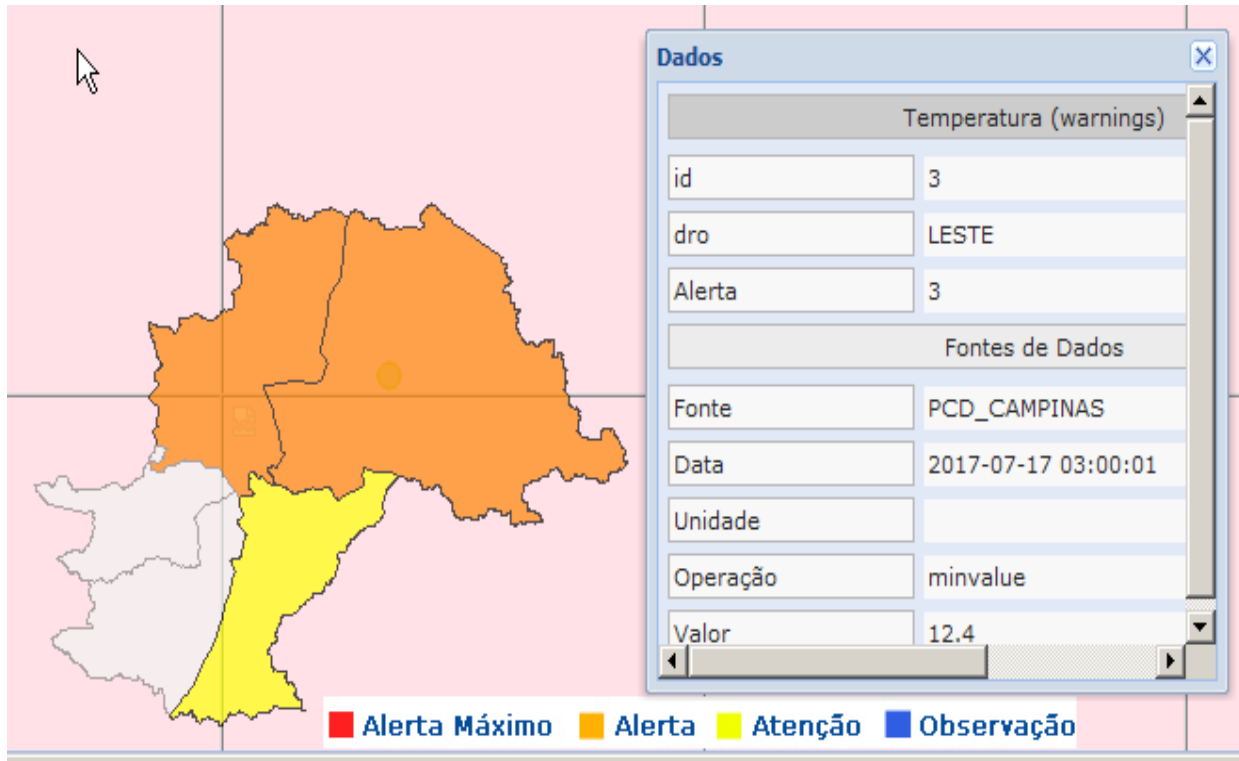 Dados
Temperatura (warnings)
id 3
dro LESTE
Alerta 3
Fontes de Dados
Fonte PCD_CAMPINAS
Data 2017-07-17 03:00:01
Unidade
Operação minvalue
Valor 12.4
Alerta Máximo Alerta Atenção Observação